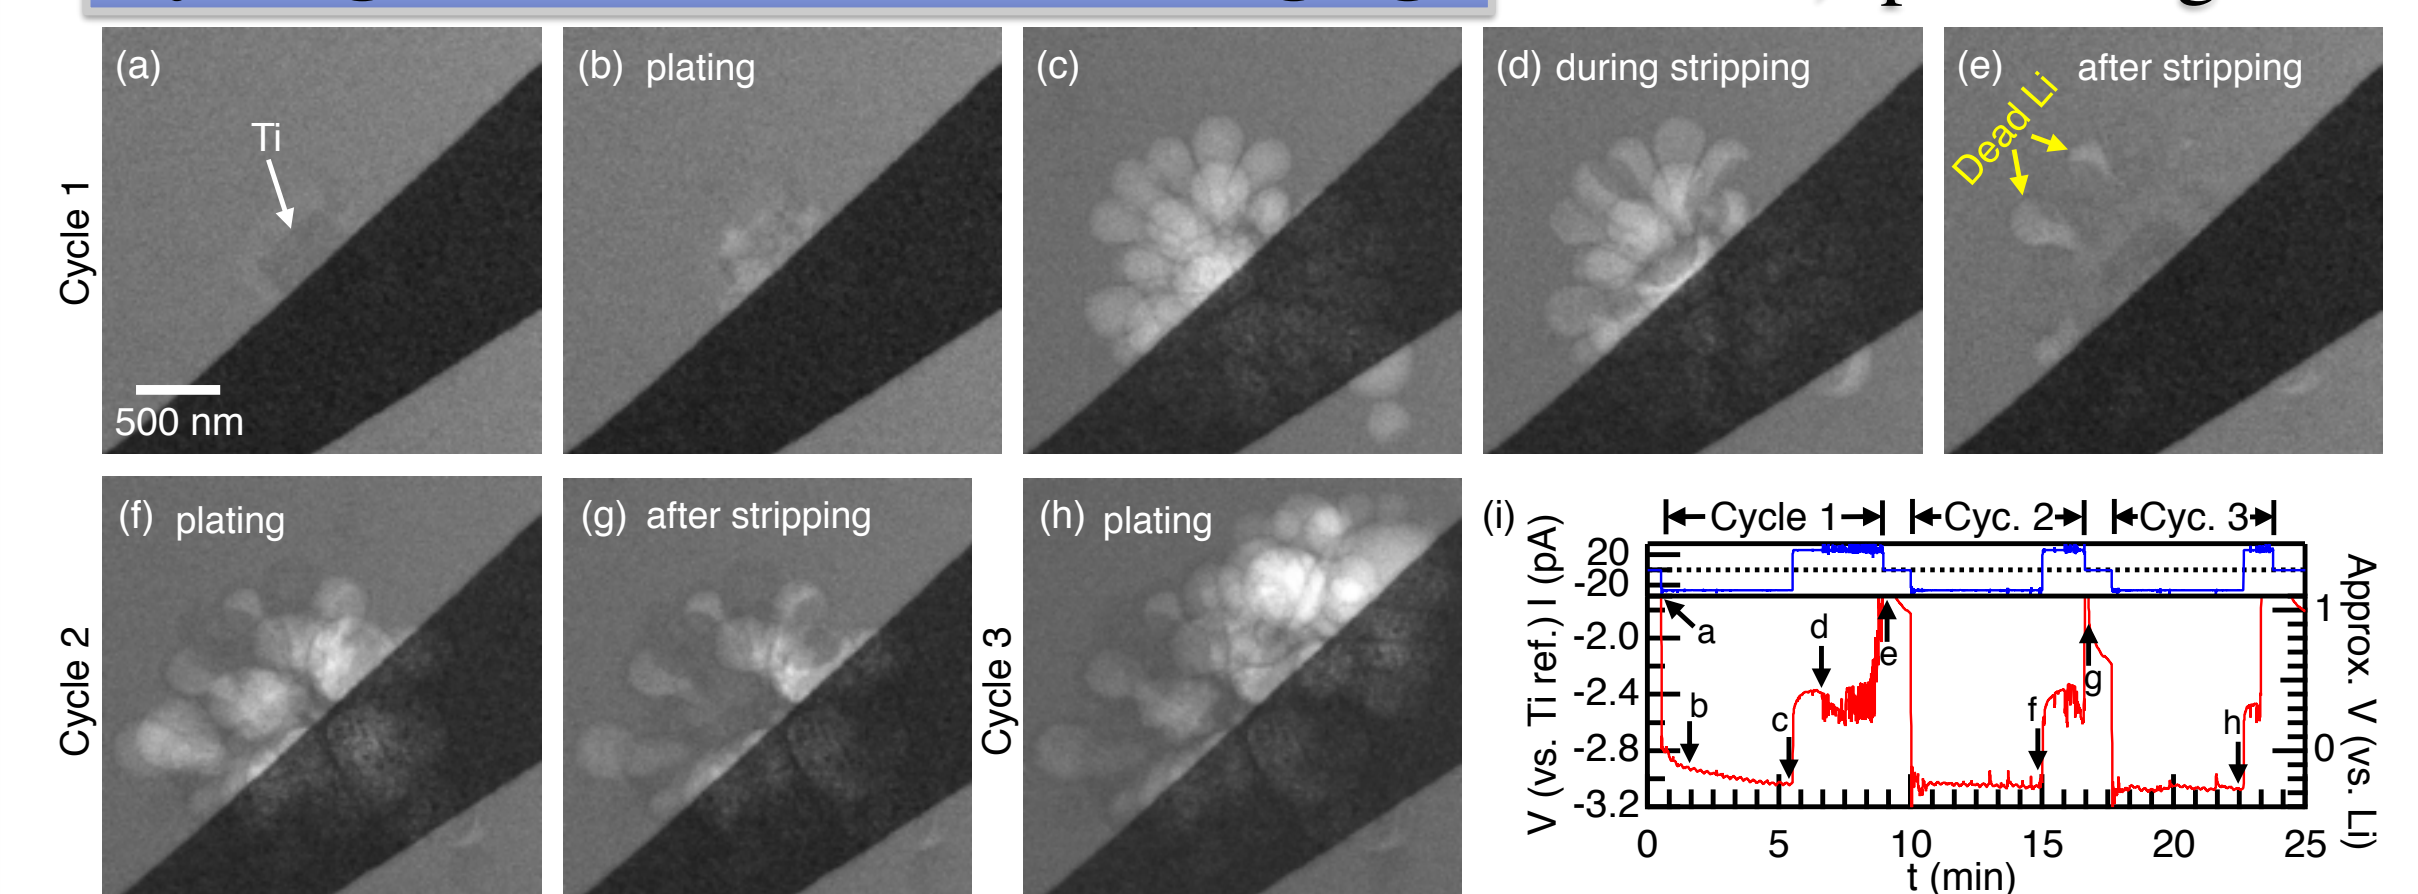 (a)
Ti
500 nm
(b) plating
(c)
(d) during stripping
(e) after stripping
Dead Li
Cycle 1
(f) plating
(g) after stripping
(h) plating
Cycle 2
Cycle 3
(i)
Cycle 1 Cyc. 2 Cyc. 3
I (pA)
20
-20
V (vs. Ti ref.)
-2.0
-2.4
-2.8
-3.2
a
b
c
d
e
f
g
h
1
0
Approx. V (vs. Li)
0 5 10 15 20 25
t (min)